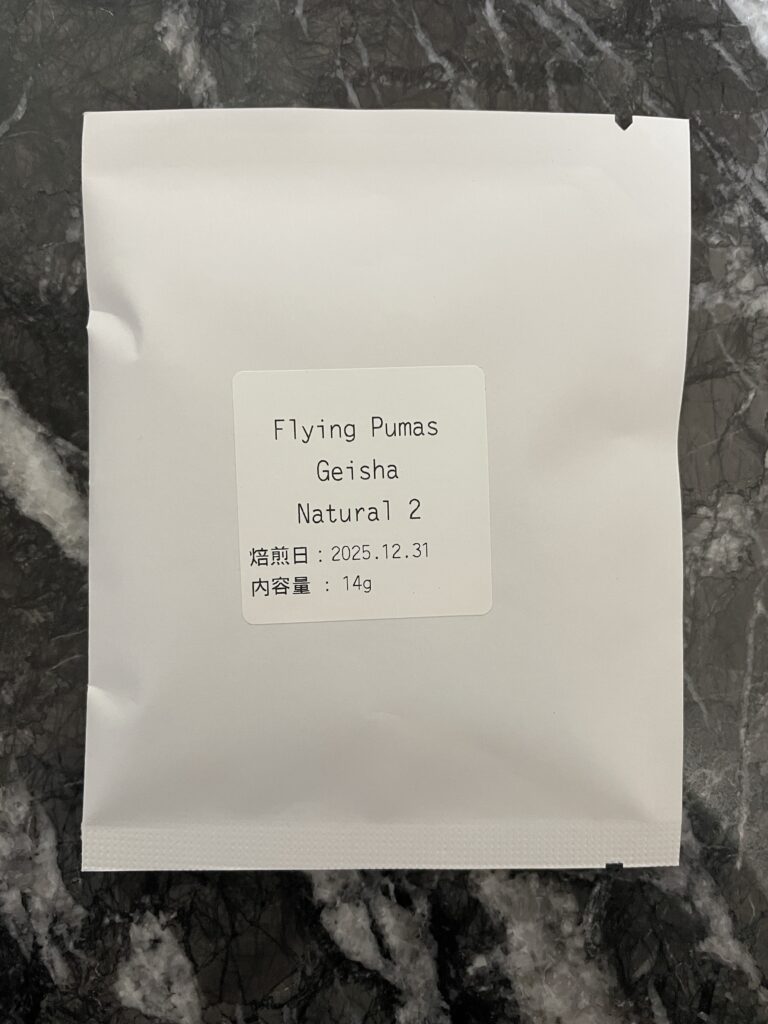 Flying Pumas
Geisha
Natural 2
焙煎日：2025.12.31
内容量 ： 14g